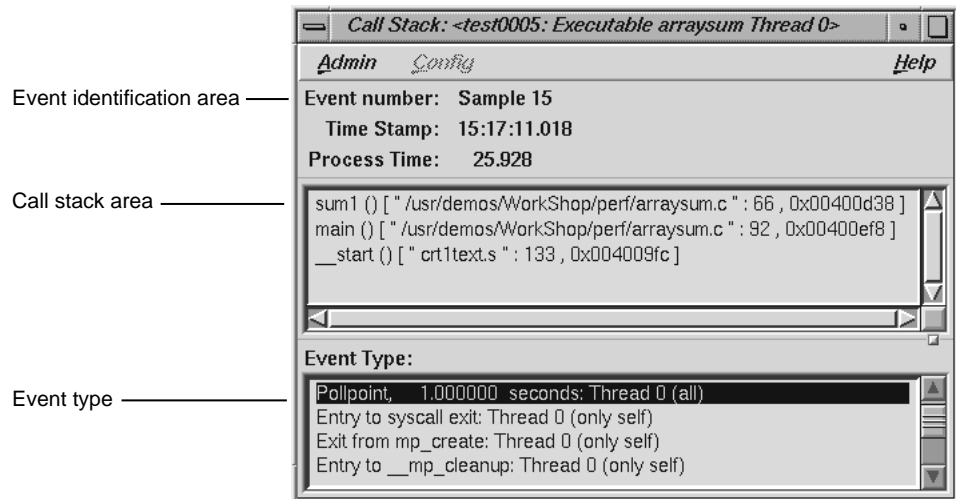 Call Stack: <test0005: Executable arraysum Thread 0>
Admin Config Help
Event identification area
Event number: Sample 15
Time Stamp: 15:17:11.018
Process Time: 25.928
Call stack area
sum1 () [ " /usr/demos/WorkShop/perf/arraysum.c " : 66 , 0x00400d38 ]
main () [ " /usr/demos/WorkShop/perf/arraysum.c " : 92 , 0x00400ef8 ]
__start () [ " crt1text.s " : 133 , 0x004009fc ]
Event Type:
Event type
Pollpoint, 1.000000 seconds: Thread 0 (all)
Entry to syscall exit: Thread 0 (only self)
Exit from mp_create: Thread 0 (only self)
Entry to __mp_cleanup: Thread 0 (only self)